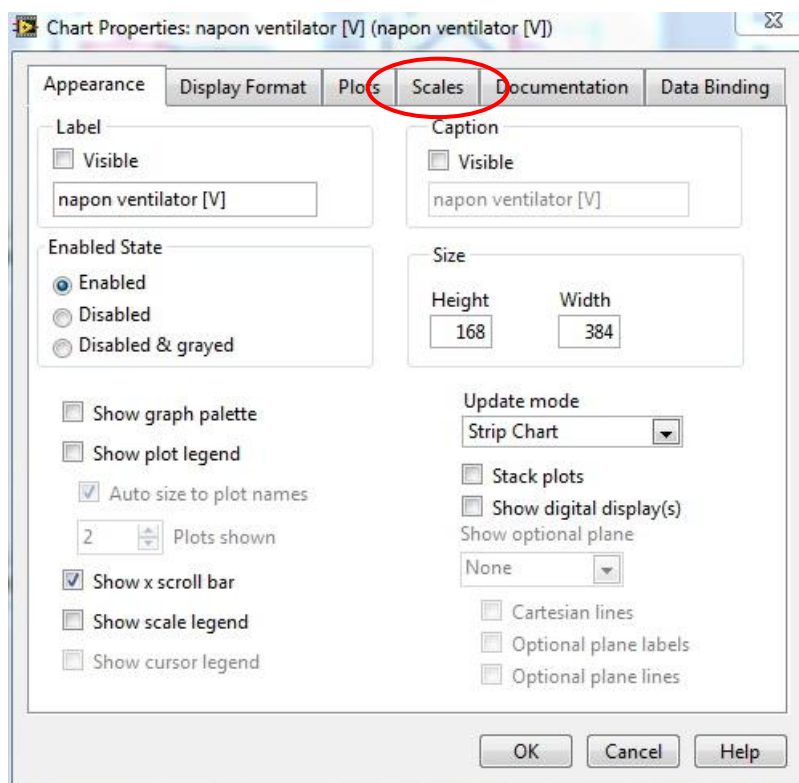 Chart Properties: napon ventilator [V] (napon ventilator [V])
Appearance Display Format Plots Scales Documentation Data Binding
Label
Visible
napon ventilator [V]
Caption
Visible
napon ventilator [V]
Enabled State
Enabled
Disabled
Disabled & grayed
Size
Height Width
168 384
Show graph palette
Show plot legend
Auto size to plot names
2 Plots shown
Show x scroll bar
Show scale legend
Show cursor legend
Update mode
Strip Chart
Stack plots
Show digital display(s)
Show optional plane
None
Cartesian lines
Optional plane labels
Optional plane lines
OK Cancel Help